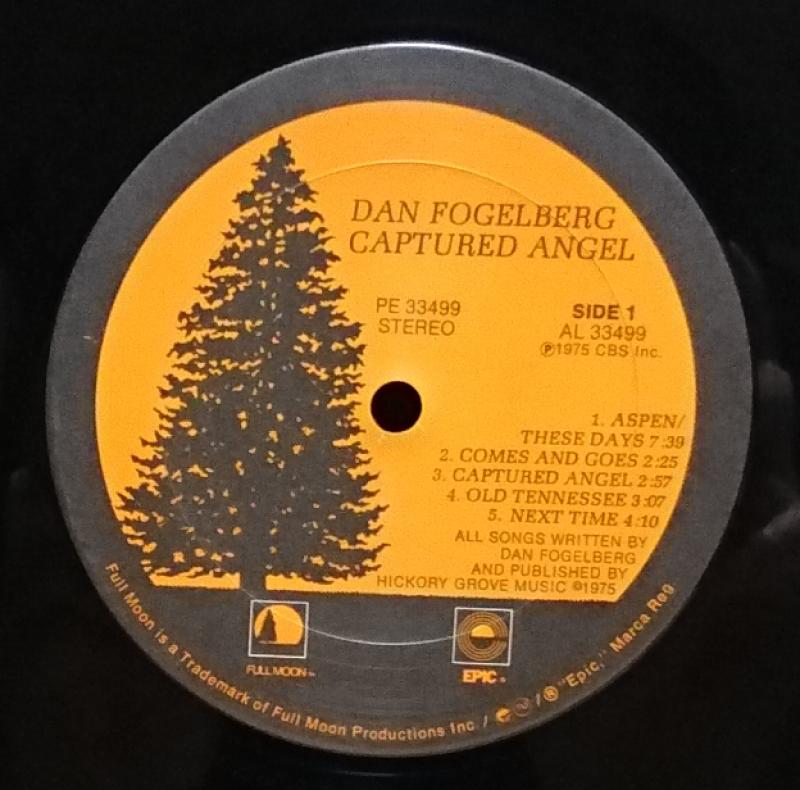 DAN FOGELBERG
CAPTURED ANGEL
PE 33499
STEREO
SIDE 1
AL 33499
Ⓟ1975 CBS Inc.
1. ASPEN/
THESE DAYS 7:39
2. COMES AND GOES 2:25
3. CAPTURED ANGEL 2:57
4. OLD TENNESSEE 3:07
5. NEXT TIME 4:10
ALL SONGS WRITTEN BY
DAN FOGELBERG
AND PUBLISHED BY
HICKORY GROVE MUSIC ©1975
FULL MOON™
EPIC ®
Full Moon is a Trademark of Full Moon Productions Inc / / ® "Epic," Marca Reg